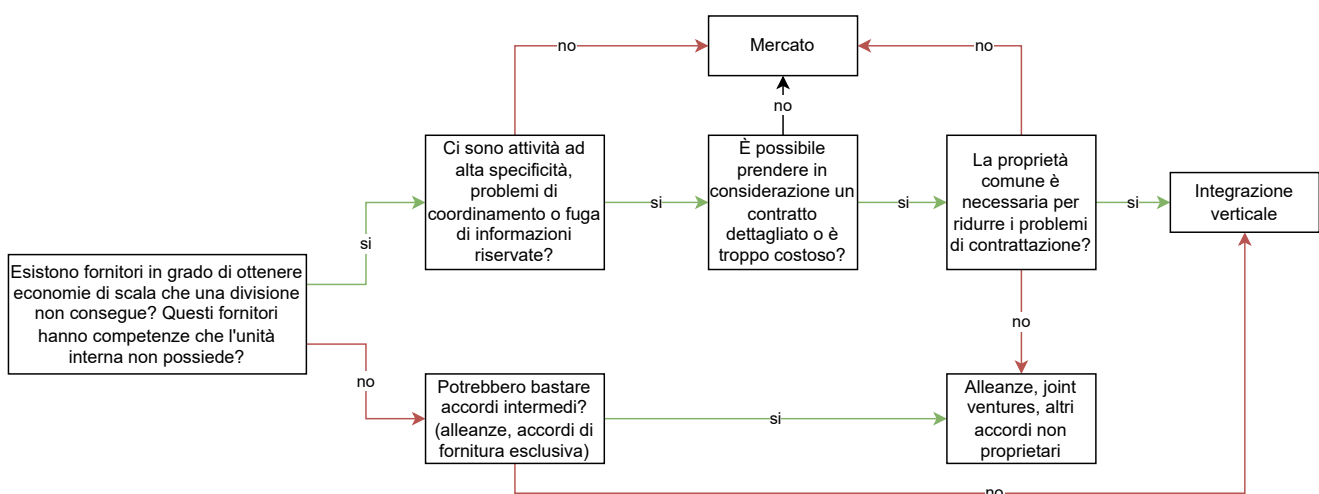 Mercato
no
no
no
Ci sono attività ad
alta specificità,
problemi di
coordinamento o fuga
di informazioni
riservate?
È possibile
prendere in
considerazione un
contratto
dettagliato o è
troppo costoso?
La proprietà
comune è
necessaria per
ridurre i problemi
di contrattazione?
Integrazione
verticale
si
si
si
si
Esistono fornitori in grado di ottenere
economie di scala che una divisione
non consegue? Questi fornitori
hanno competenze che l'unità
interna non possiede?
no
no
Potrebbero bastare
accordi intermedi?
(alleanze, accordi di
fornitura esclusiva)
si
Alleanze, joint
ventures, altri
accordi non
proprietari
no